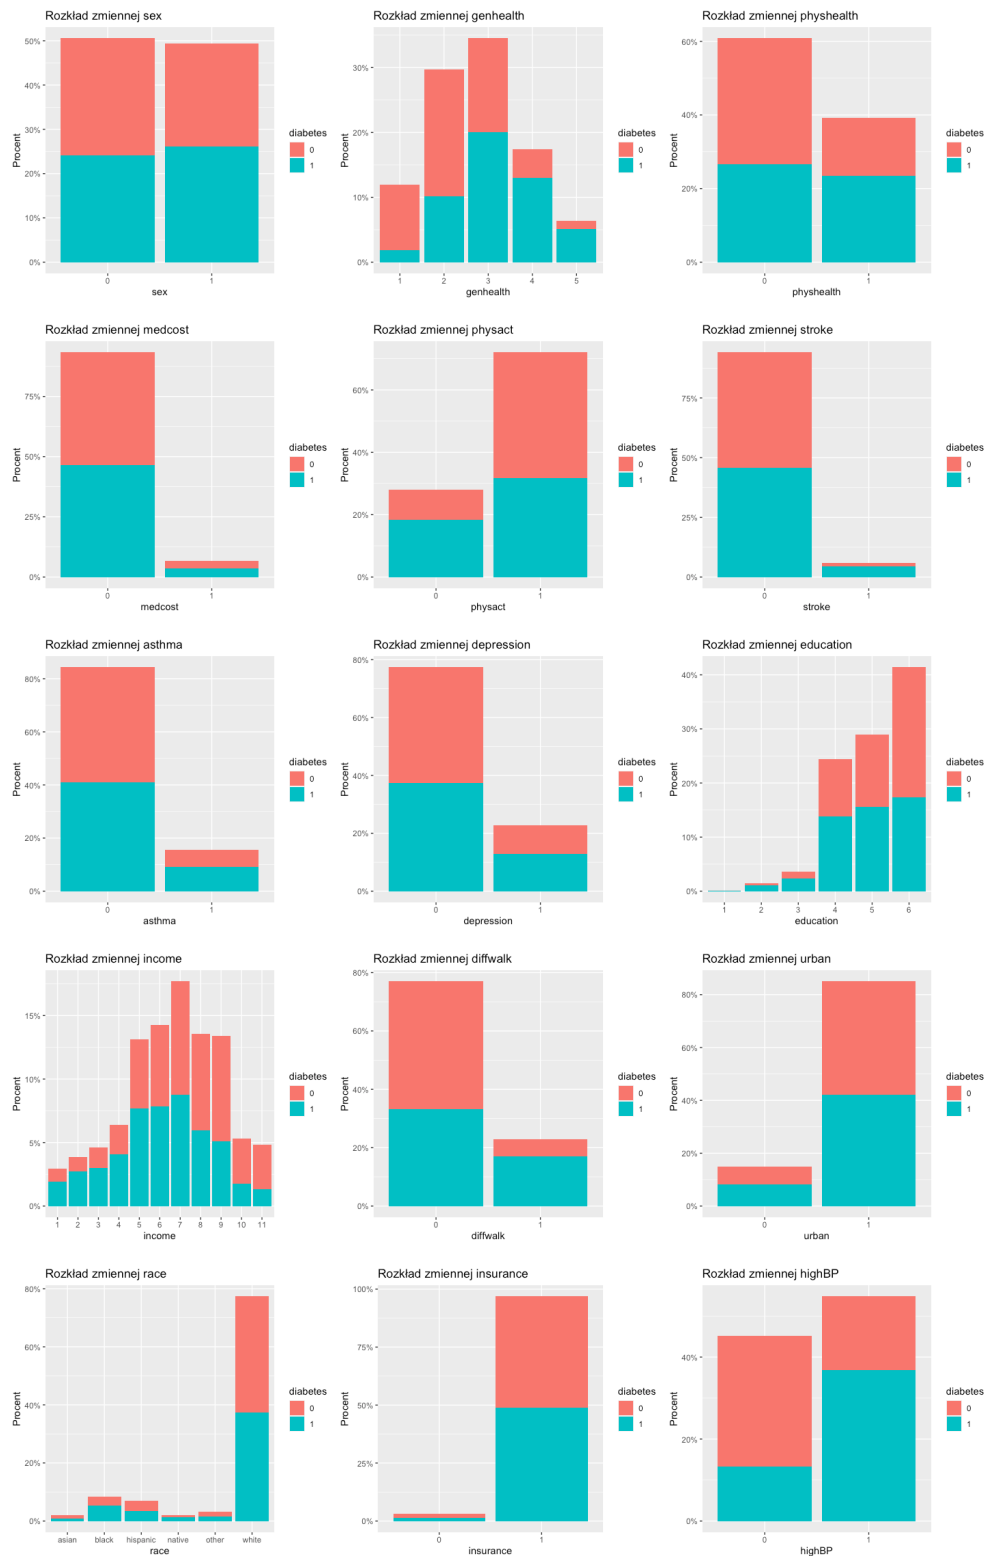 Rozkład zmiennej sex
50%
40%
30%
20%
10%
0%
Procent
0 1
sex
diabetes
0
1
Rozkład zmiennej genhealth
30%
20%
10%
0%
Procent
1 2 3 4 5
genhealth
diabetes
0
1
Rozkład zmiennej physhealth
60%
40%
20%
0%
Procent
0 1
physhealth
diabetes
0
1
Rozkład zmiennej medcost
75%
50%
25%
0%
Procent
0 1
medcost
diabetes
0
1
Rozkład zmiennej physact
60%
40%
20%
0%
Procent
0 1
physact
diabetes
0
1
Rozkład zmiennej stroke
75%
50%
25%
0%
Procent
0 1
stroke
diabetes
0
1
Rozkład zmiennej asthma
80%
60%
40%
20%
0%
Procent
0 1
asthma
diabetes
0
1
Rozkład zmiennej depression
80%
60%
40%
20%
0%
Procent
0 1
depression
diabetes
0
1
Rozkład zmiennej education
40%
30%
20%
10%
0%
Procent
1 2 3 4 5 6
education
diabetes
0
1
Rozkład zmiennej income
15%
10%
5%
0%
Procent
1 2 3 4 5 6 7 8 9 10 11
income
diabetes
0
1
Rozkład zmiennej diffwalk
80%
60%
40%
20%
0%
Procent
0 1
diffwalk
diabetes
0
1
Rozkład zmiennej urban
80%
60%
40%
20%
0%
Procent
0 1
urban
diabetes
0
1
Rozkład zmiennej race
80%
60%
40%
20%
0%
Procent
asian black hispanic native other white
race
diabetes
0
1
Rozkład zmiennej insurance
100%
75%
50%
25%
0%
Procent
0 1
insurance
diabetes
0
1
Rozkład zmiennej highBP
40%
20%
0%
Procent
0 1
highBP
diabetes
0
1